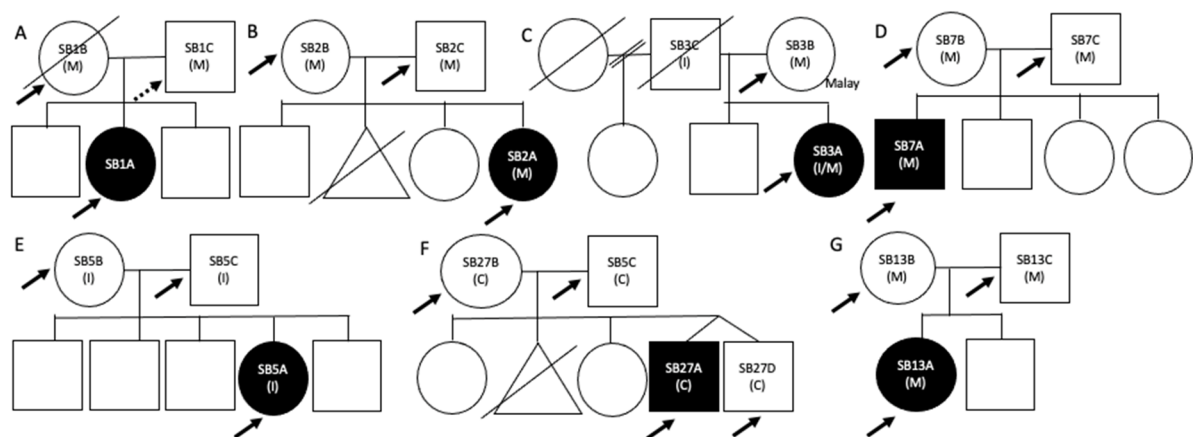 A
SB1B
(M)
SB1C
(M)
SB1A
B
SB2B
(M)
SB2C
(M)
SB2A
(M)
C
SB3C
(I)
SB3B
(M)
Malay
SB3A
(I/M)
D
SB7B
(M)
SB7C
(M)
SB7A
(M)
E
SB5B
(I)
SB5C
(I)
SB5A
(I)
F
SB27B
(C)
SB5C
(C)
SB27A
(C)
SB27D
(C)
G
SB13B
(M)
SB13C
(M)
SB13A
(M)